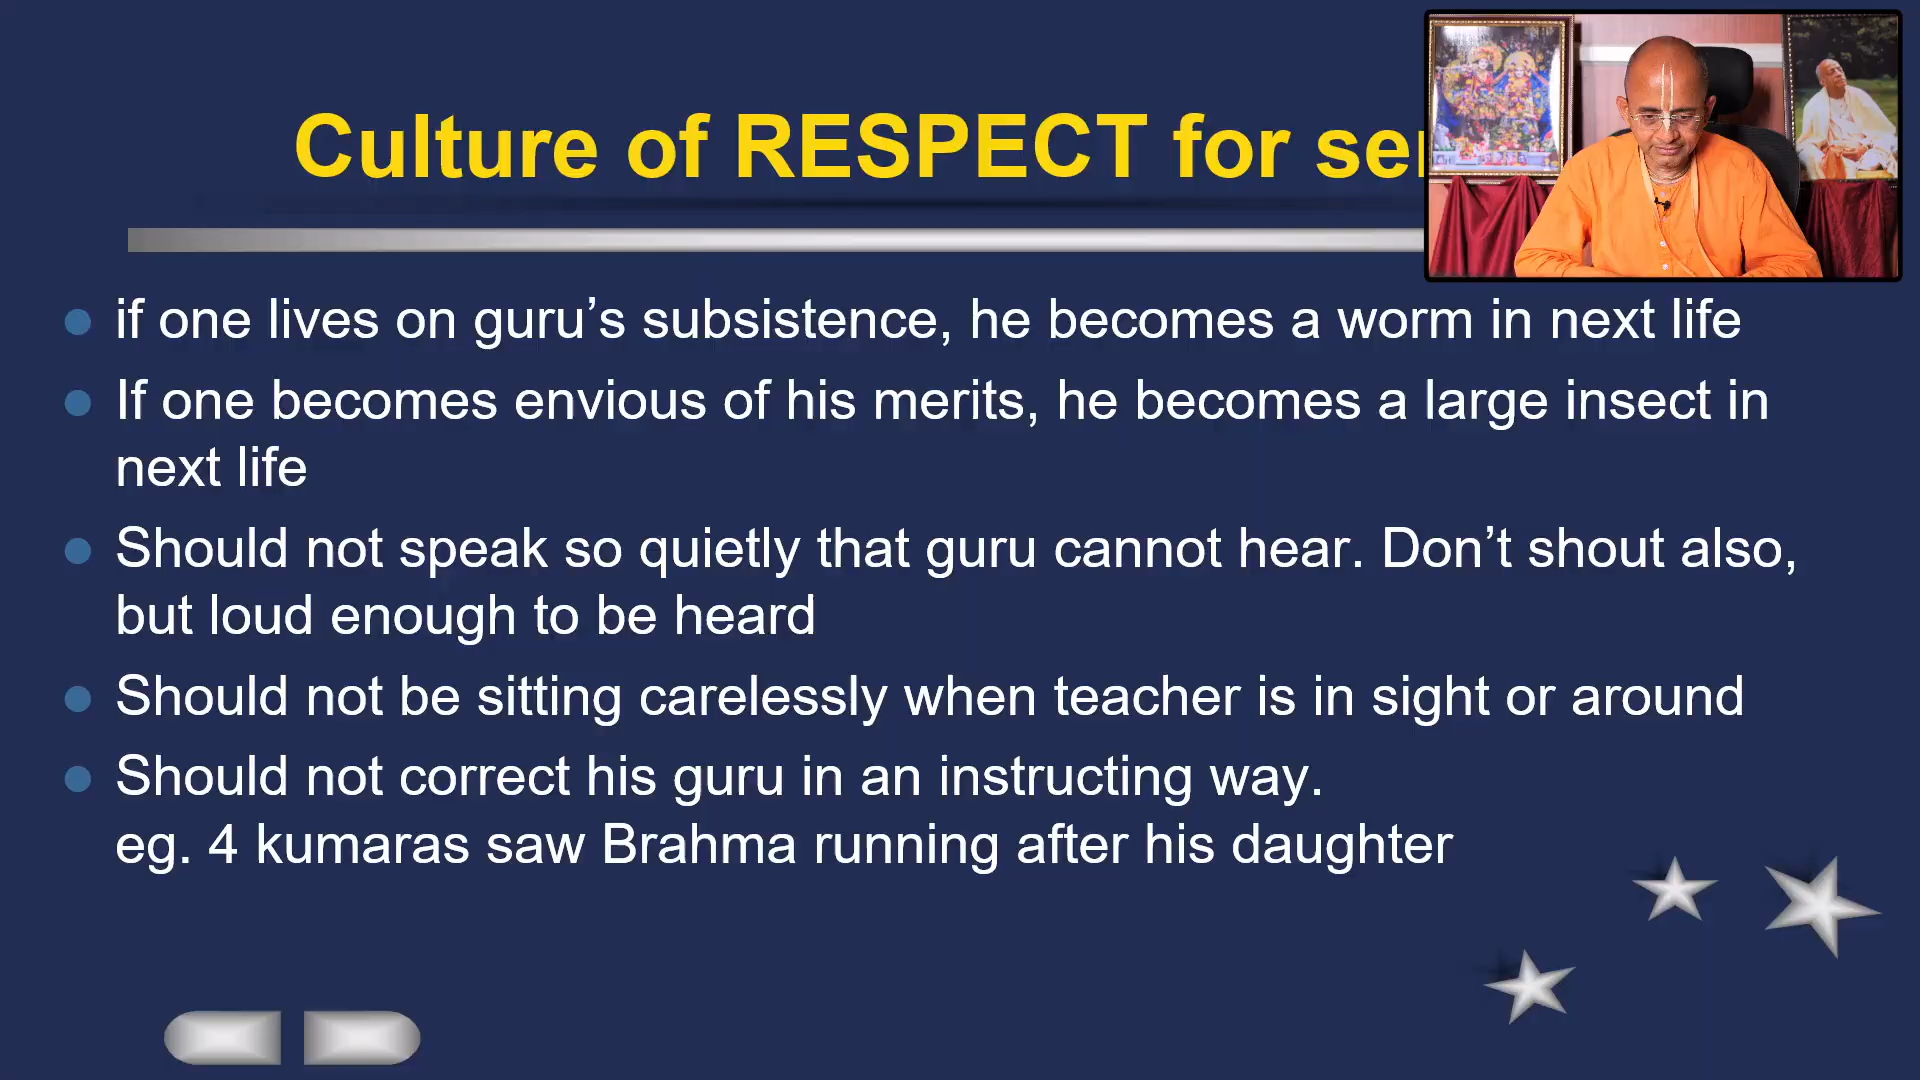 Culture of RESPECT for
if one lives on guru’s subsistence, he becomes a worm in next life
If one becomes envious of his merits, he becomes a large insect in
next life
Should not speak so quietly that guru cannot hear. Don’t shout also,
but loud enough to be heard
Should not be sitting carelessly when teacher is in sight or around
Should not correct his guru in an instructing way.
eg. 4 kumaras saw Brahma running after his daughter